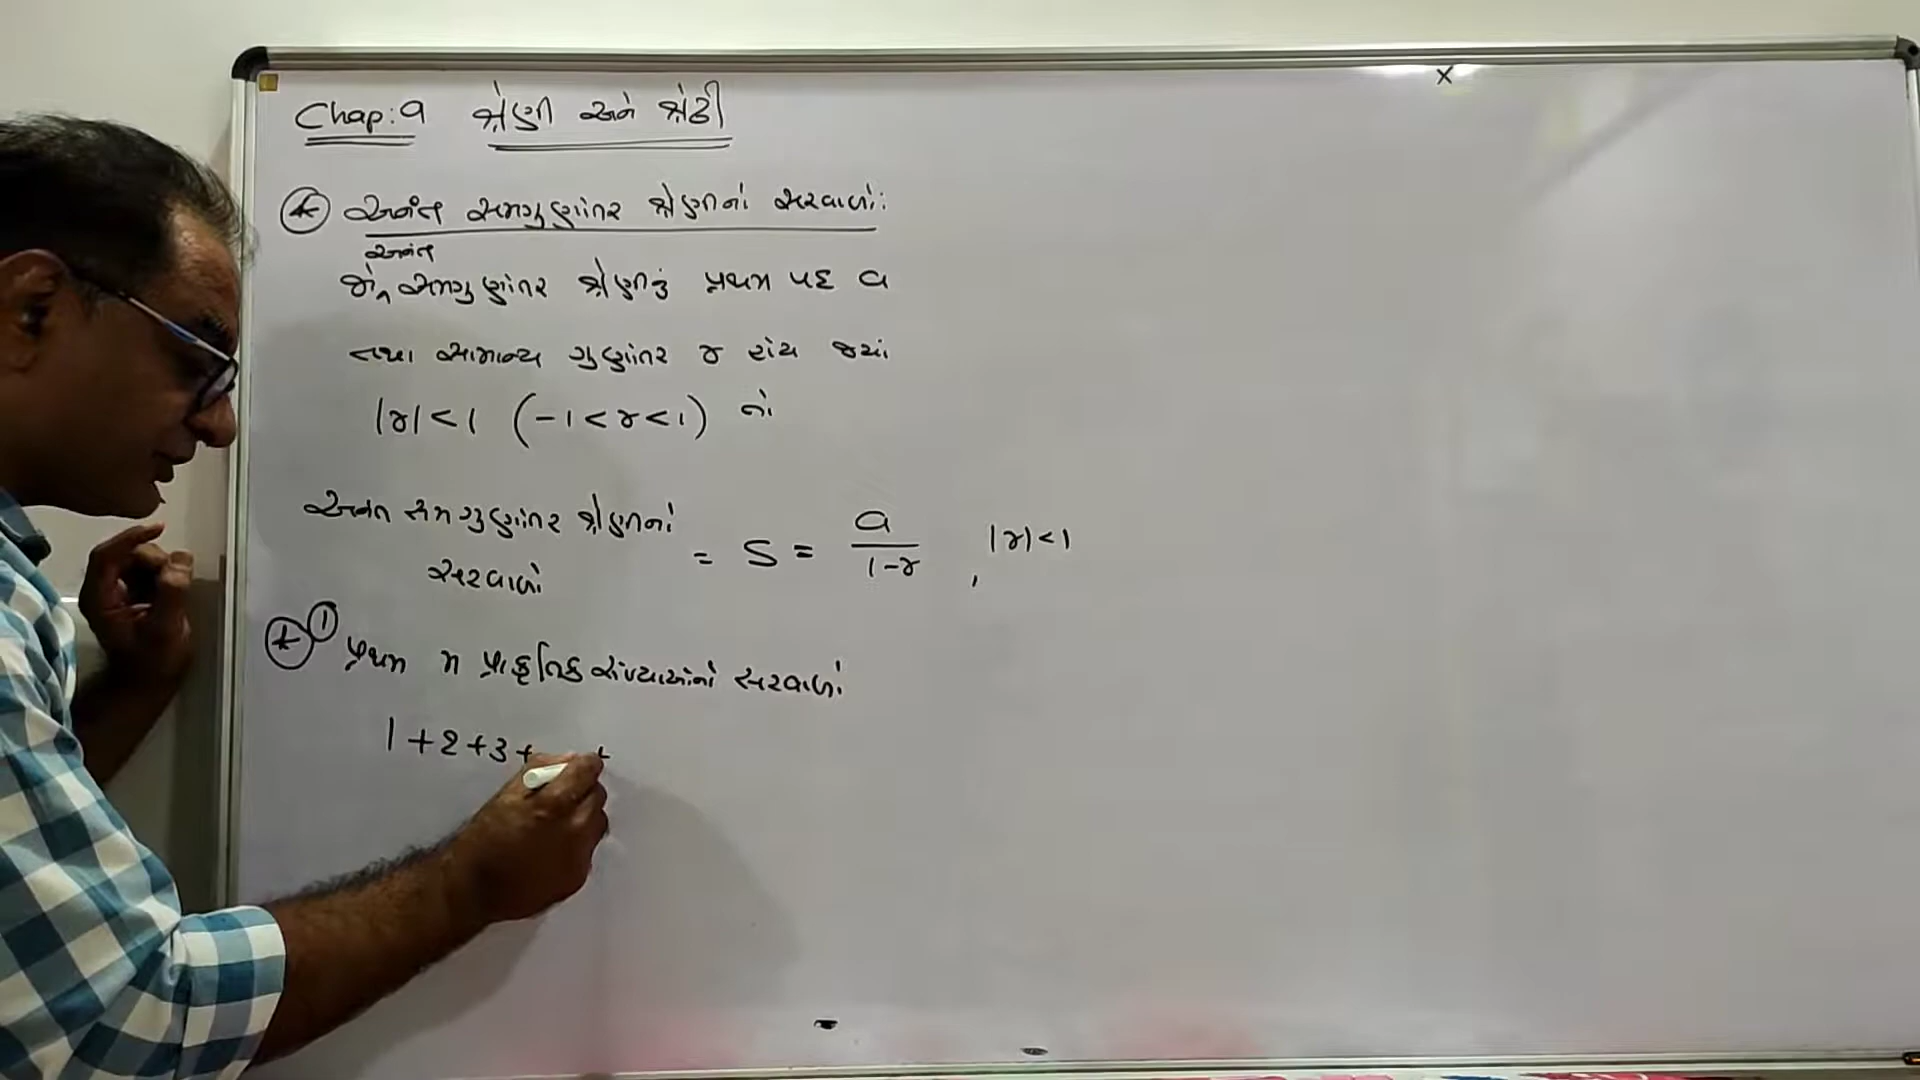 Chap: 9 શ્રેણી અને શ્રેઢી
* અનંત સમગુણોત્તર શ્રેણીનો સરવાળો:
અનંત
જો ^ સમગુણોત્તર શ્રેણીનું પ્રથમ પદ a
તથા સામાન્ય ગુણોત્તર r હોય જ્યાં
|r| < 1 (-1 < r < 1) તો
અનંત સમગુણોત્તર શ્રેણીનો સરવાળો = S = a/(1-r) , |r| < 1
* ① પ્રથમ n પ્રાકૃતિક સંખ્યાઓનો સરવાળો
1 + 2 + 3 + +
x